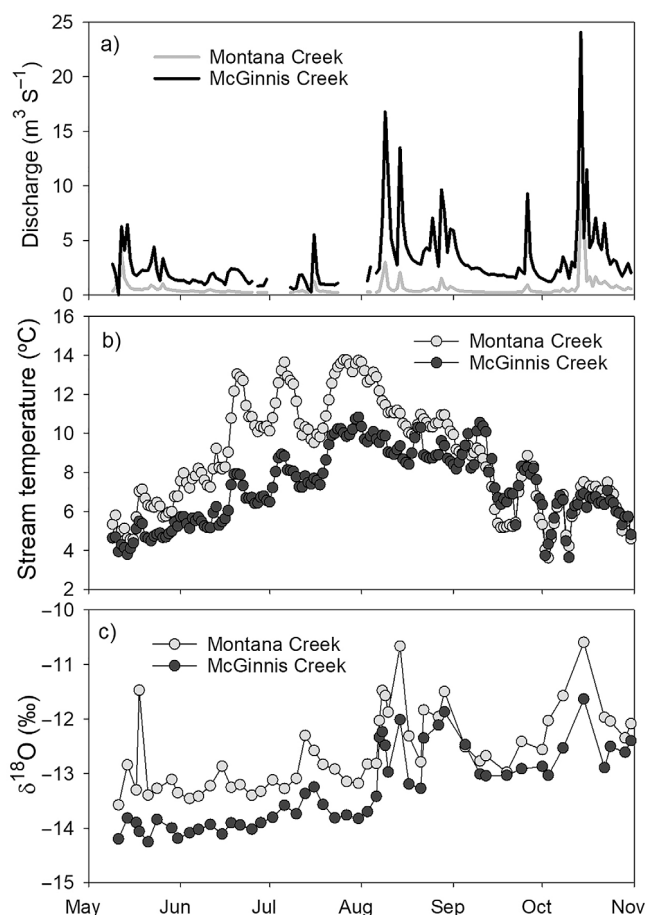 a)
Montana Creek
McGinnis Creek
Discharge (m³ S⁻¹)
25
20
15
10
5
0
b)
Montana Creek
McGinnis Creek
Stream temperature (ºC)
16
14
12
10
8
6
4
2
c)
Montana Creek
McGinnis Creek
δ¹⁸O (‰)
–10
–11
–12
–13
–14
–15
May Jun Jul Aug Sep Oct Nov